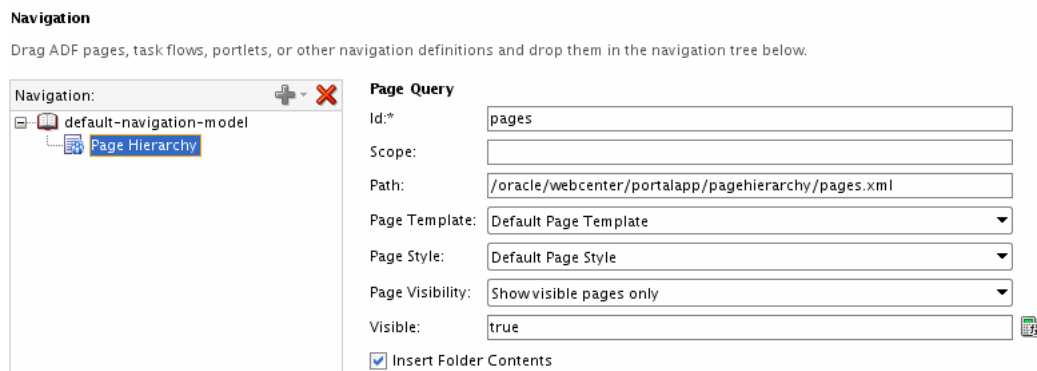 Navigation
Drag ADF pages, task flows, portlets, or other navigation definitions and drop them in the navigation tree below.
Navigation:
default-navigation-model
Page Hierarchy
Page Query
Id:* pages
Scope:
Path: /oracle/webcenter/portalapp/pagehierarchy/pages.xml
Page Template: Default Page Template
Page Style: Default Page Style
Page Visibility: Show visible pages only
Visible: true
Insert Folder Contents